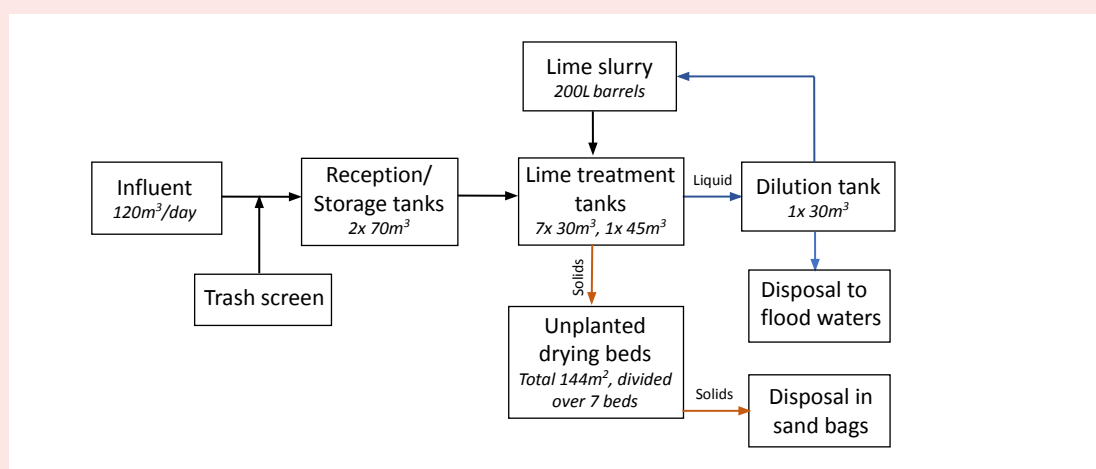 Lime slurry
200L barrels
Influent
120m³/day
Reception/
Storage tanks
2x 70m³
Lime treatment
tanks
7x 30m³, 1x 45m³
Liquid
Dilution tank
1x 30m³
Trash screen
Solids
Disposal to
flood waters
Unplanted
drying beds
Total 144m², divided
over 7 beds
Solids
Disposal in
sand bags